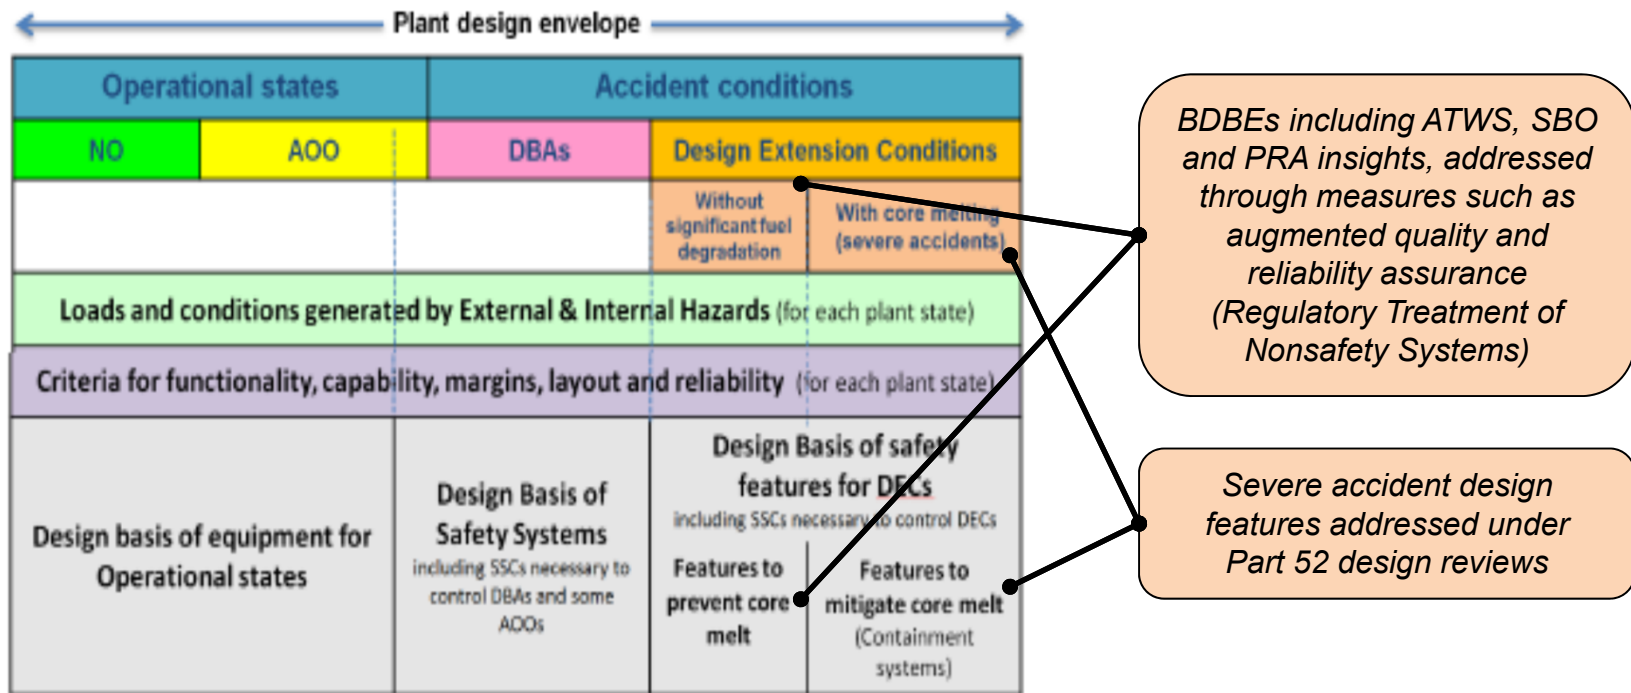 Plant design envelope
Operational states
Accident conditions
NO
AOO
DBAs
Design Extension Conditions
Without
significant fuel
degradation
With core melting
(severe accidents)
Loads and conditions generated by External & Internal Hazards (for each plant state)
Criteria for functionality, capability, margins, layout and reliability (for each plant state)
Design basis of equipment for
Operational states
Design Basis of
Safety Systems
including SSCs necessary to
control DBAs and some
AOOs
Design Basis of safety
features for DECs
including SSCs necessary to control DECs
Features to
prevent core
melt
Features to
mitigate core melt
(Containment
systems)
BDBEs including ATWS, SBO
and PRA insights, addressed
through measures such as
augmented quality and
reliability assurance
(Regulatory Treatment of
Nonsafety Systems)
Severe accident design
features addressed under
Part 52 design reviews